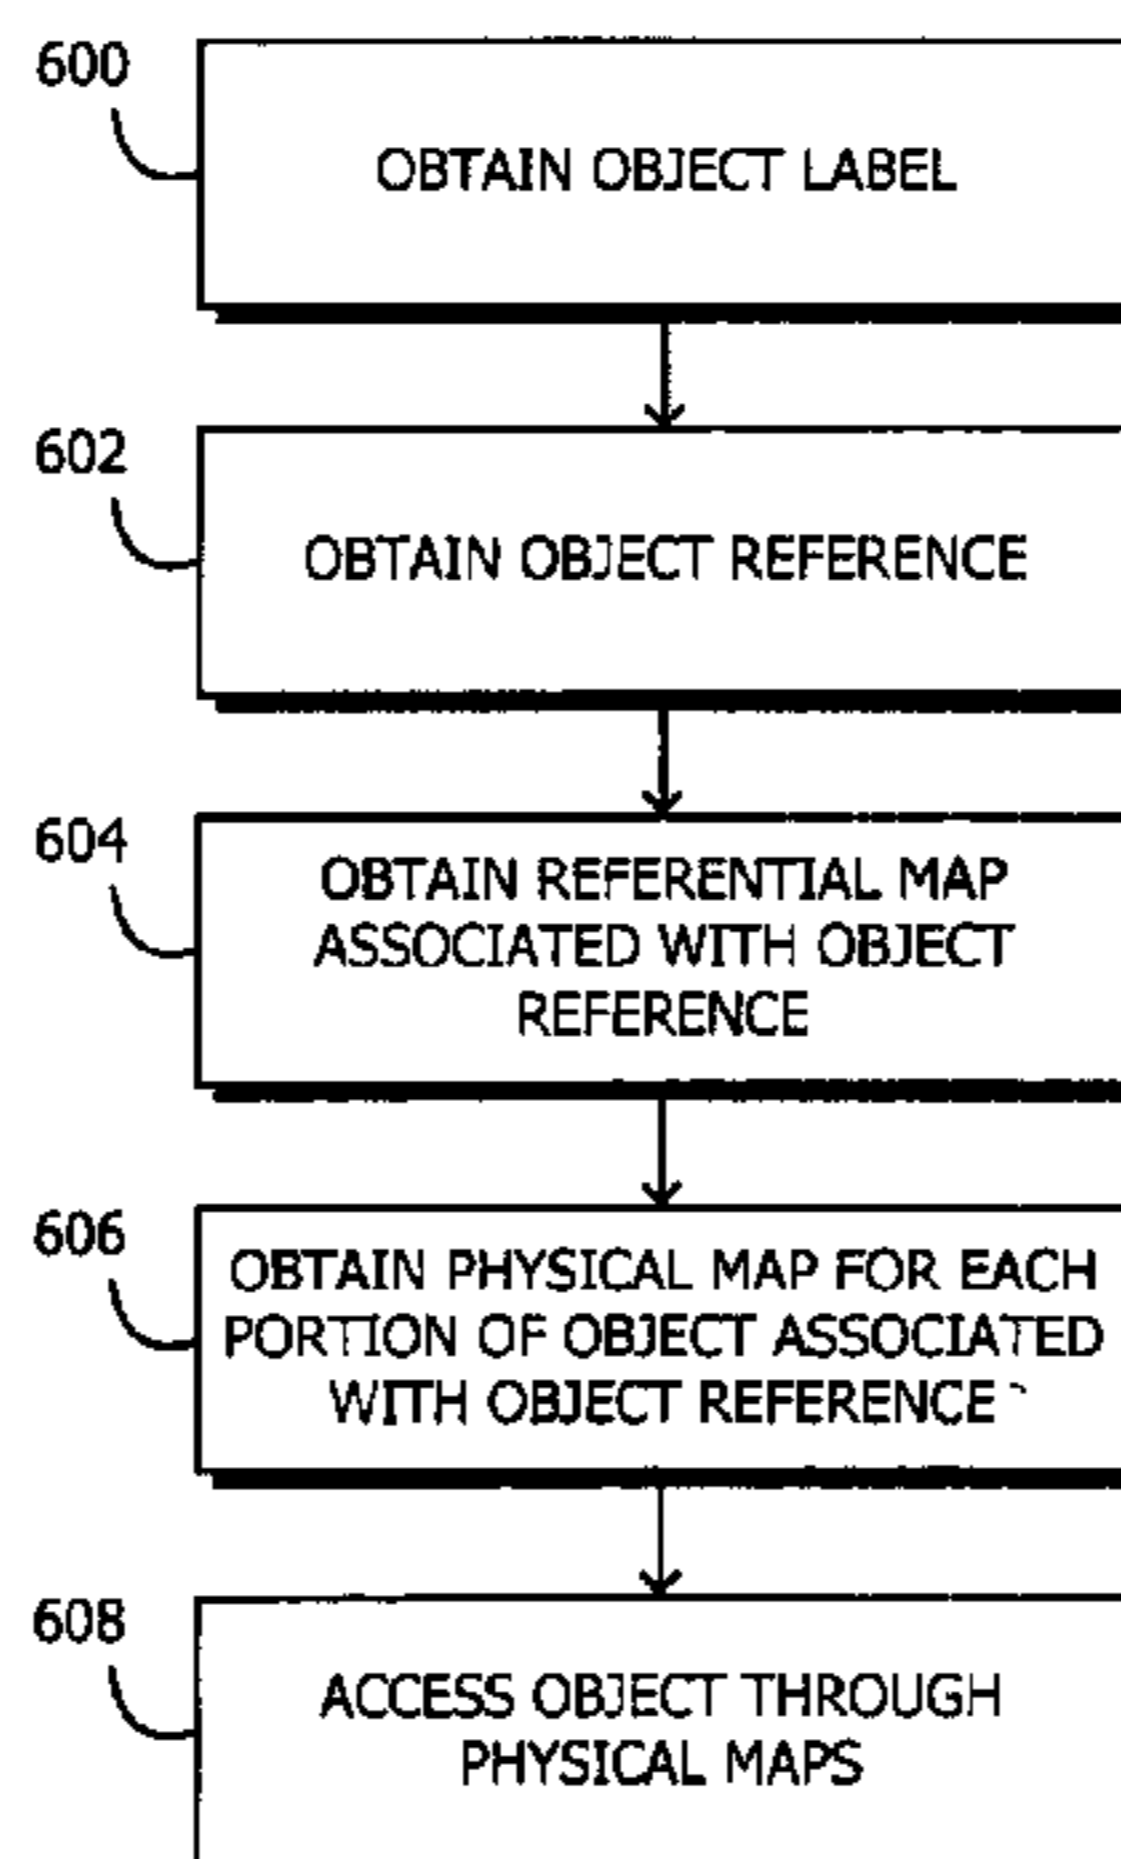 600
OBTAIN OBJECT LABEL
602
OBTAIN OBJECT REFERENCE
604
OBTAIN REFERENTIAL MAP
ASSOCIATED WITH OBJECT
REFERENCE
606
OBTAIN PHYSICAL MAP FOR EACH
PORTION OF OBJECT ASSOCIATED
WITH OBJECT REFERENCE
608
ACCESS OBJECT THROUGH
PHYSICAL MAPS